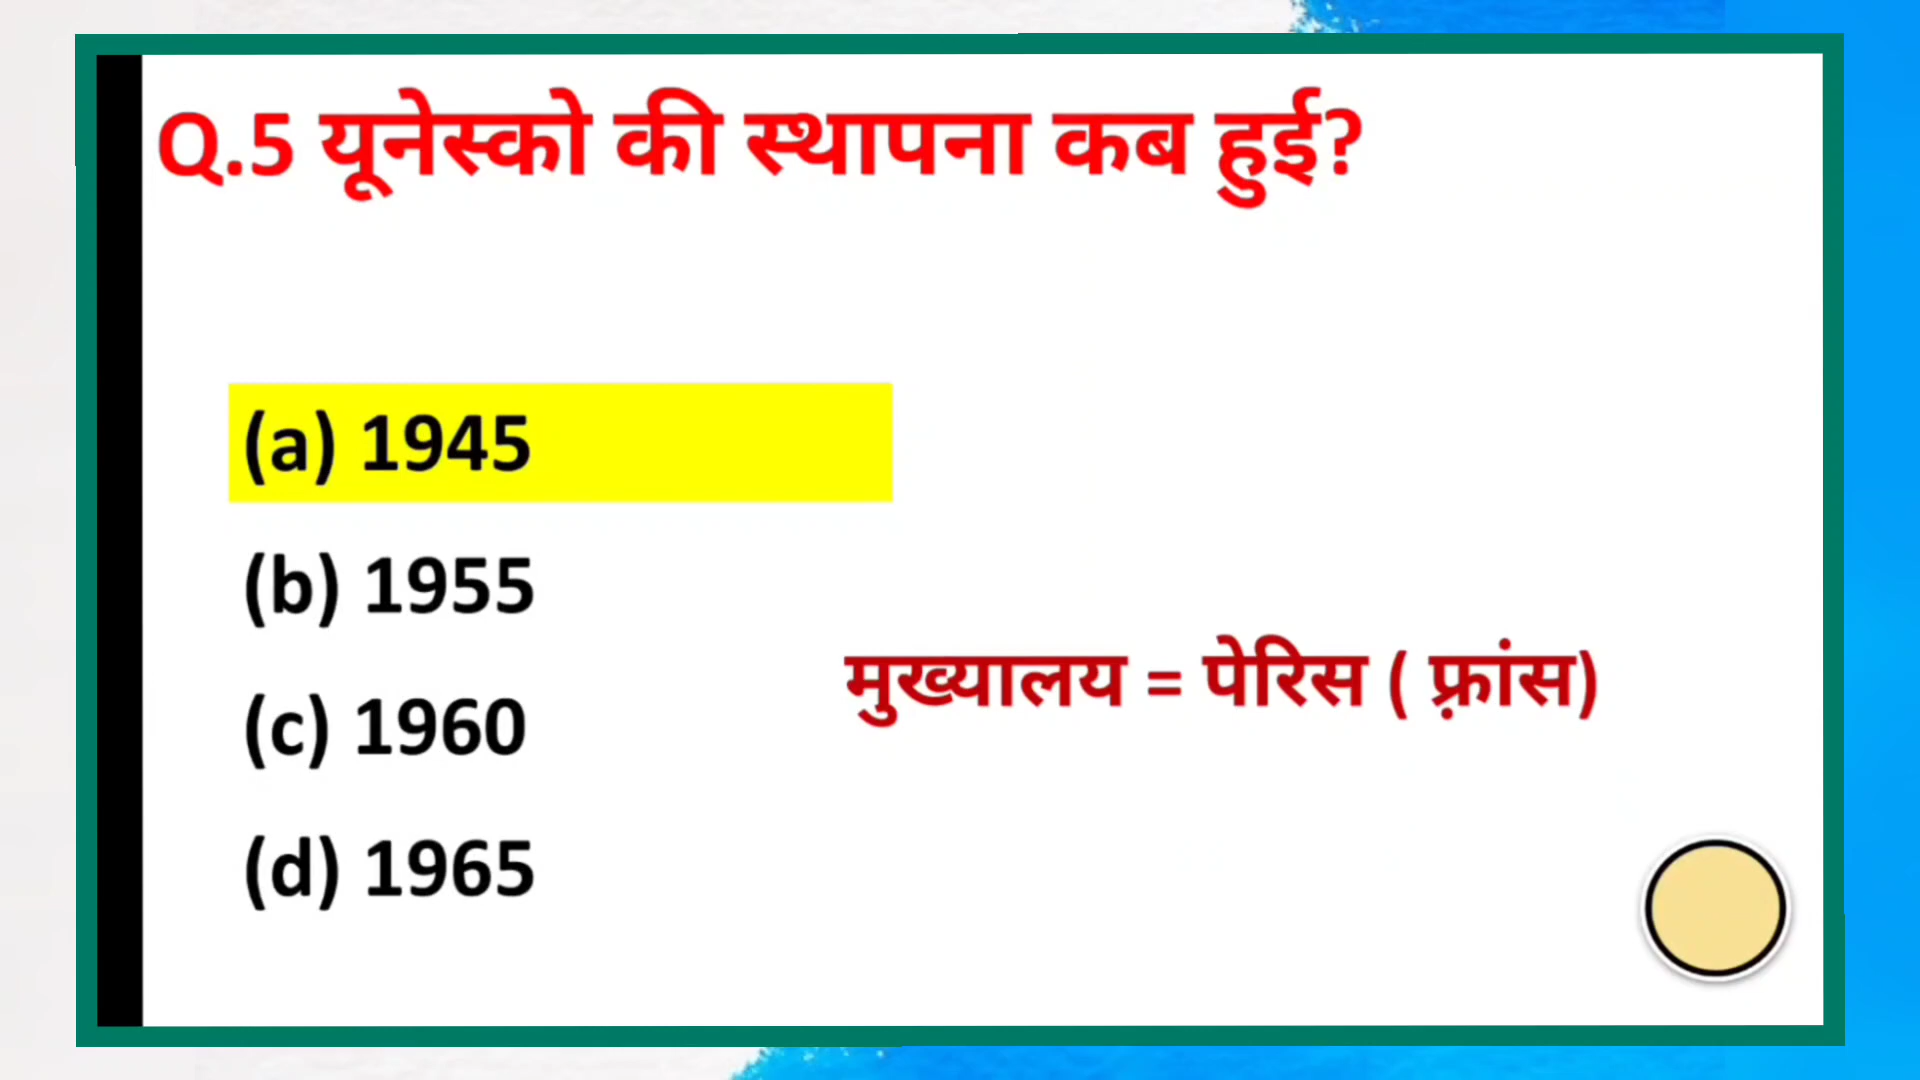 Q.5 यूनेस्को की स्थापना कब हुई?
(a) 1945
(b) 1955
मुख्यालय = पेरिस ( फ़्रांस)
(c) 1960
(d) 1965